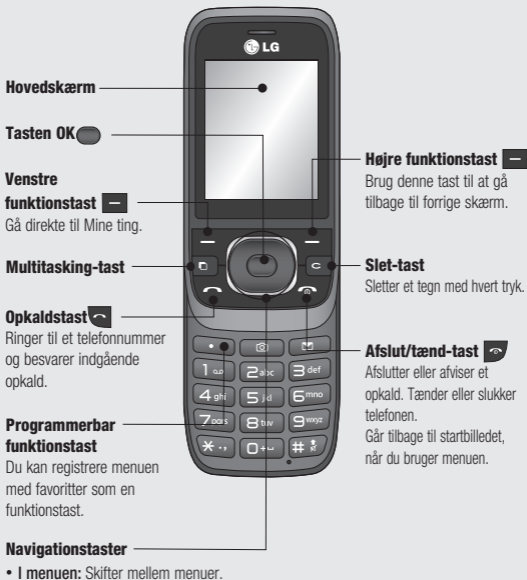 LG
Hovedskærm
Tasten OK
Venstre
funktionstast
Gå direkte til Mine ting.
Multitasking-tast
Opkaldstast
Ringer til et telefonnummer
og besvarer indgående
opkald.
Programmerbar
funktionstast
Du kan registrere menuen
med favoritter som en
funktionstast.
Navigationstaster
• I menuen: Skifter mellem menuer.
Højre funktionstast
Brug denne tast til at gå
tilbage til forrige skærm.
Slet-tast
Sletter et tegn med hvert tryk.
Afslut/tænd-tast
Afslutter eller afviser et
opkald. Tænder eller slukker
telefonen.
Går tilbage til startbilledet,
når du bruger menuen.
C
1
2 abc
3 def
4 ghi
5 jkl
6 mno
7 pqrs
8 tuv
9 wxyz
* 0 + #